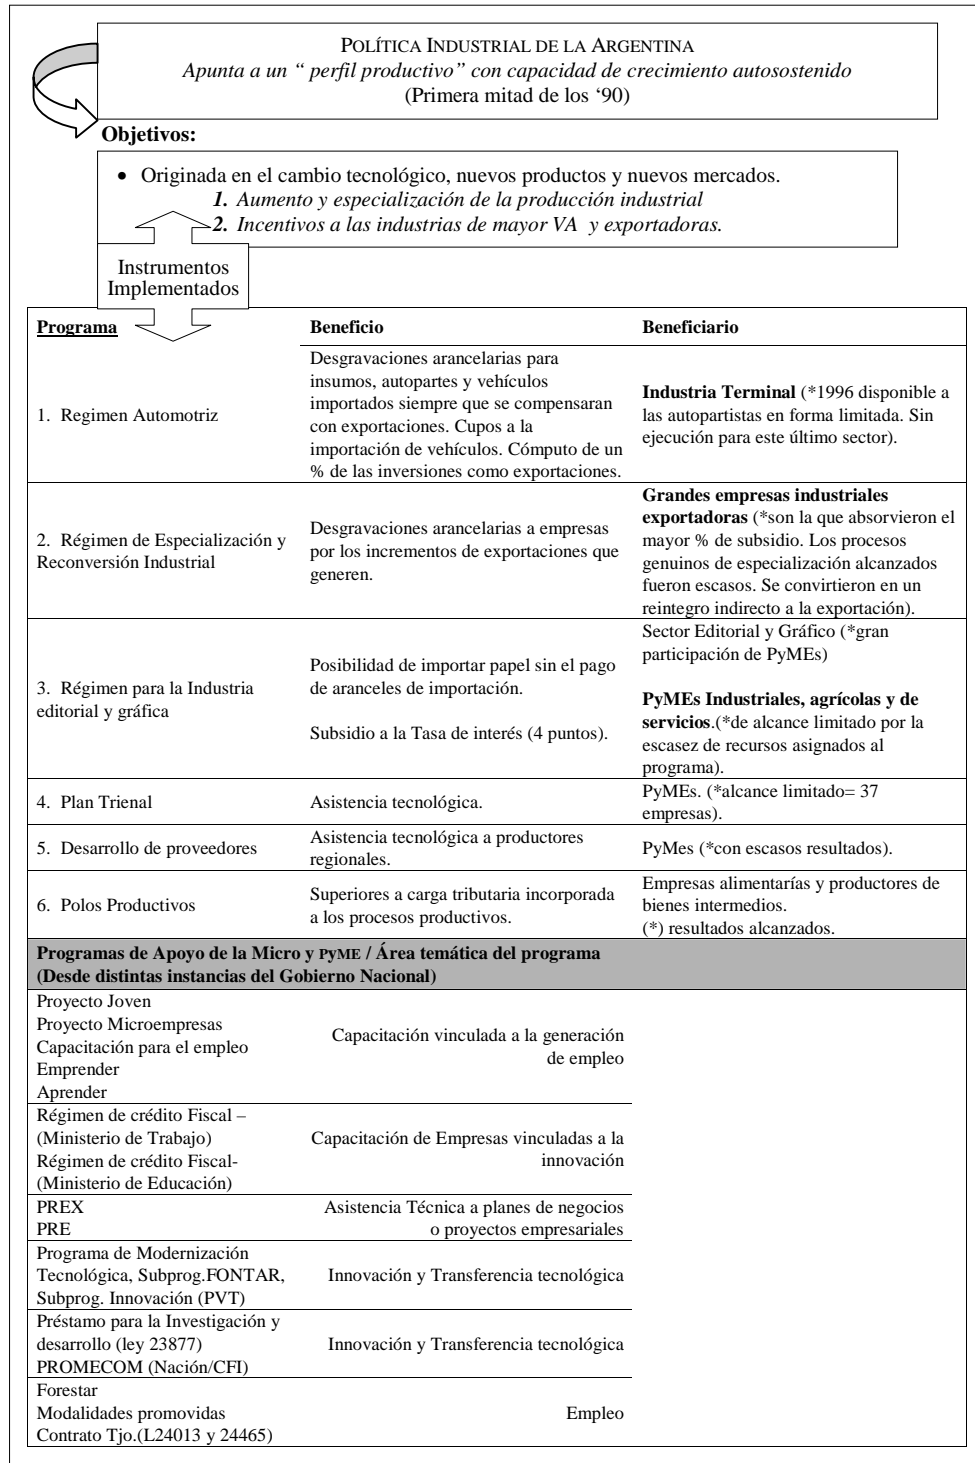 POLÍTICA INDUSTRIAL DE LA ARGENTINA
Apunta a un “ perfil productivo” con capacidad de crecimiento autosostenido
(Primera mitad de los ‘90)
Objetivos:
• Originada en el cambio tecnológico, nuevos productos y nuevos mercados.
1. Aumento y especialización de la producción industrial
2. Incentivos a las industrias de mayor VA y exportadoras.
Instrumentos
Implementados
Programa
Beneficio
Beneficiario
1. Regimen Automotriz
Desgravaciones arancelarias para
insumos, autopartes y vehículos
importados siempre que se compensaran
con exportaciones. Cupos a la
importación de vehículos. Cómputo de un
% de las inversiones como exportaciones.
Industria Terminal (*1996 disponible a
las autopartistas en forma limitada. Sin
ejecución para este último sector).
2. Régimen de Especialización y
Reconversión Industrial
Desgravaciones arancelarias a empresas
por los incrementos de exportaciones que
generen.
Grandes empresas industriales
exportadoras (*son la que absorvieron el
mayor % de subsidio. Los procesos
genuinos de especialización alcanzados
fueron escasos. Se convirtieron en un
reintegro indirecto a la exportación).
3. Régimen para la Industria
editorial y gráfica
Posibilidad de importar papel sin el pago
de aranceles de importación.
Subsidio a la Tasa de interés (4 puntos).
Sector Editorial y Gráfico (*gran
participación de PyMEs)
PyMEs Industriales, agrícolas y de
servicios.(*de alcance limitado por la
escasez de recursos asignados al
programa).
4. Plan Trienal
Asistencia tecnológica.
PyMEs. (*alcance limitado= 37
empresas).
5. Desarrollo de proveedores
Asistencia tecnológica a productores
regionales.
PyMes (*con escasos resultados).
6. Polos Productivos
Superiores a carga tributaria incorporada
a los procesos productivos.
Empresas alimentarías y productores de
bienes intermedios.
(*) resultados alcanzados.
Programas de Apoyo de la Micro y PYME / Área temática del programa
(Desde distintas instancias del Gobierno Nacional)
Proyecto Joven
Proyecto Microempresas
Capacitación para el empleo
Emprender
Aprender
Capacitación vinculada a la generación
de empleo
Régimen de crédito Fiscal –
(Ministerio de Trabajo)
Régimen de crédito Fiscal-
(Ministerio de Educación)
Capacitación de Empresas vinculadas a la
innovación
PREX
PRE
Asistencia Técnica a planes de negocios
o proyectos empresariales
Programa de Modernización
Tecnológica, Subprog.FONTAR,
Subprog. Innovación (PVT)
Innovación y Transferencia tecnológica
Préstamo para la Investigación y
desarrollo (ley 23877)
PROMECOM (Nación/CFI)
Innovación y Transferencia tecnológica
Forestar
Modalidades promovidas
Contrato Tjo.(L24013 y 24465)
Empleo